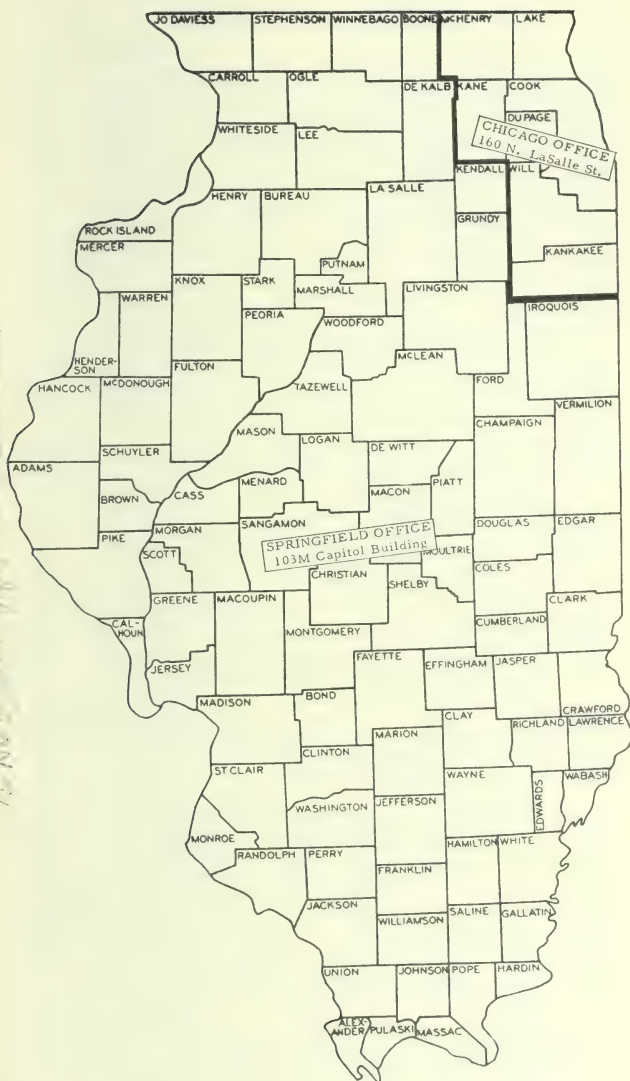 JO DAVIESS
STEPHENSON
WINNEBAGO
BOONE
MCHENRY
LAKE
CARROLL
OGLE
DE KALB
KANE
COOK
DUPAGE
CHICAGO OFFICE
160 N. LaSalle St,
WHITESIDE
LEE
KENDALL
WILL
LA SALLE
HENRY
BUREAU
GRUNDY
ROCK ISLAND
MERCER
PUTNAM
KANKAKEE
KNOX
STARK
MARSHALL
LIVINGSTON
WARREN
PEORIA
IROQUOIS
WOODFORD
HENDER-
SON
MCLEAN
FULTON
HANCOCK
MCDONOUGH
TAZEWELL
FORD
VERMILION
MASON
CHAMPAIGN
LOGAN
DE WITT
SCHUYLER
ADAMS
PIATT
MENARD
CASS
MACON
BROWN
SANGAMON
DOUGLAS
EDGAR
MORGAN
PIKE
SPRINGFIELD OFFICE
103M Capitol Building
MOULTRIE
SCOTT
COLES
CHRISTIAN
SHELBY
GREENE
MACOUPIN
CLARK
CUMBERLAND
CAL-
HOUN
MONTGOMERY
FAYETTE
EFFINGHAM
JASPER
JERSEY
MADISON
BOND
CRAWFORD
CLAY
RICHLAND
LAWRENCE
MARION
CLINTON
ST CLAIR
WAYNE
WABASH
EDWARDS
WASHINGTON
JEFFERSON
MONROE
HAMILTON
WHITE
RANDOLPH
PERRY
FRANKLIN
JACKSON
SALINE
GALLATIN
WILLIAMSON
UNION
JOHNSON
POPE
HARDIN
ALEX-
ANDER
PULASKI
MASSAC